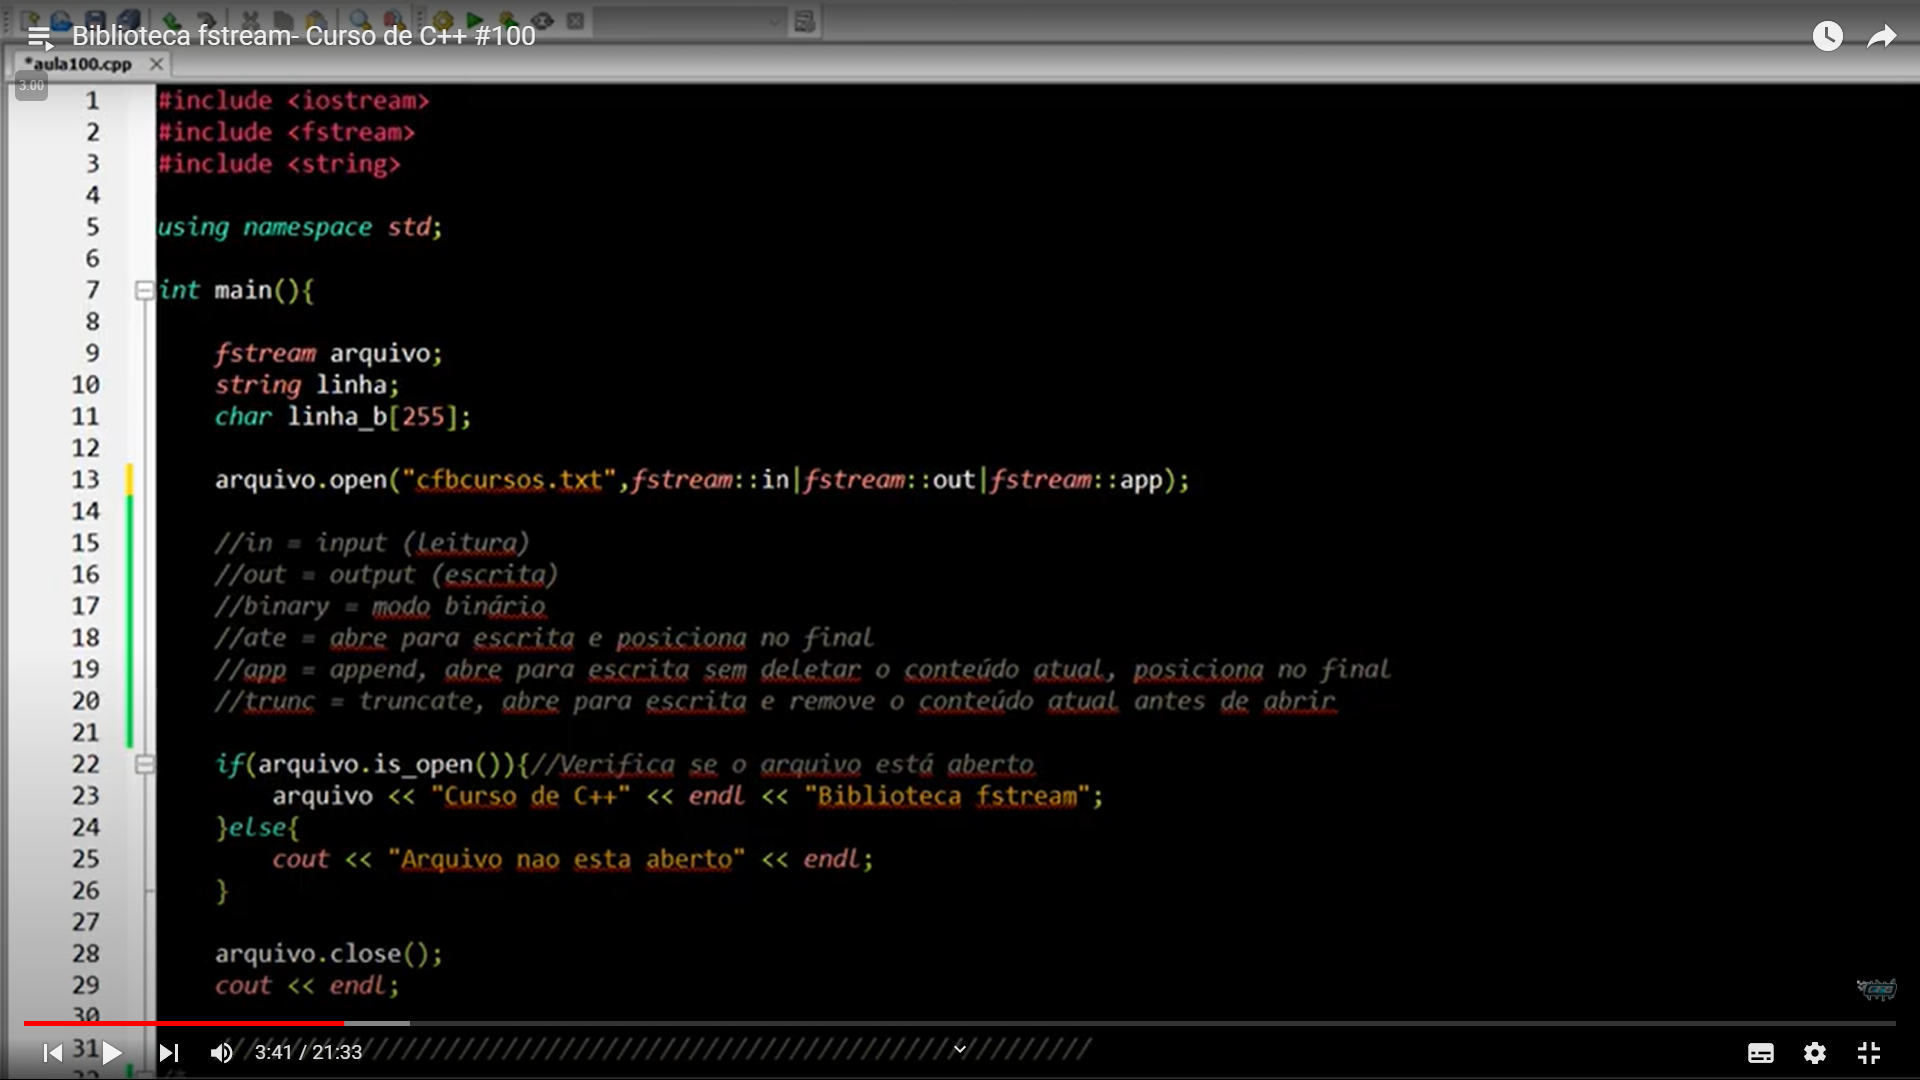 Biblioteca fstream- Curso de C++ #100
*aula100.cpp
3.00
1 #include <iostream>
2 #include <fstream>
3 #include <string>
4
5 using namespace std;
6
7 int main(){
8
9 fstream arquivo;
10 string linha;
11 char linha_b[255];
12
13 arquivo.open("cfbcursos.txt",fstream::in|fstream::out|fstream::app);
14
15 //in = input (leitura)
16 //out = output (escrita)
17 //binary = modo binário
18 //ate = abre para escrita e posiciona no final
19 //app = append, abre para escrita sem deletar o conteúdo atual, posiciona no final
20 //trunc = truncate, abre para escrita e remove o conteúdo atual antes de abrir
21
22 if(arquivo.is_open()){//Verifica se o arquivo está aberto
23 arquivo << "Curso de C++" << endl << "Biblioteca fstream";
24 }else{
25 cout << "Arquivo nao esta aberto" << endl;
26 }
27
28 arquivo.close();
29 cout << endl;
30
31
3:41 / 21:33